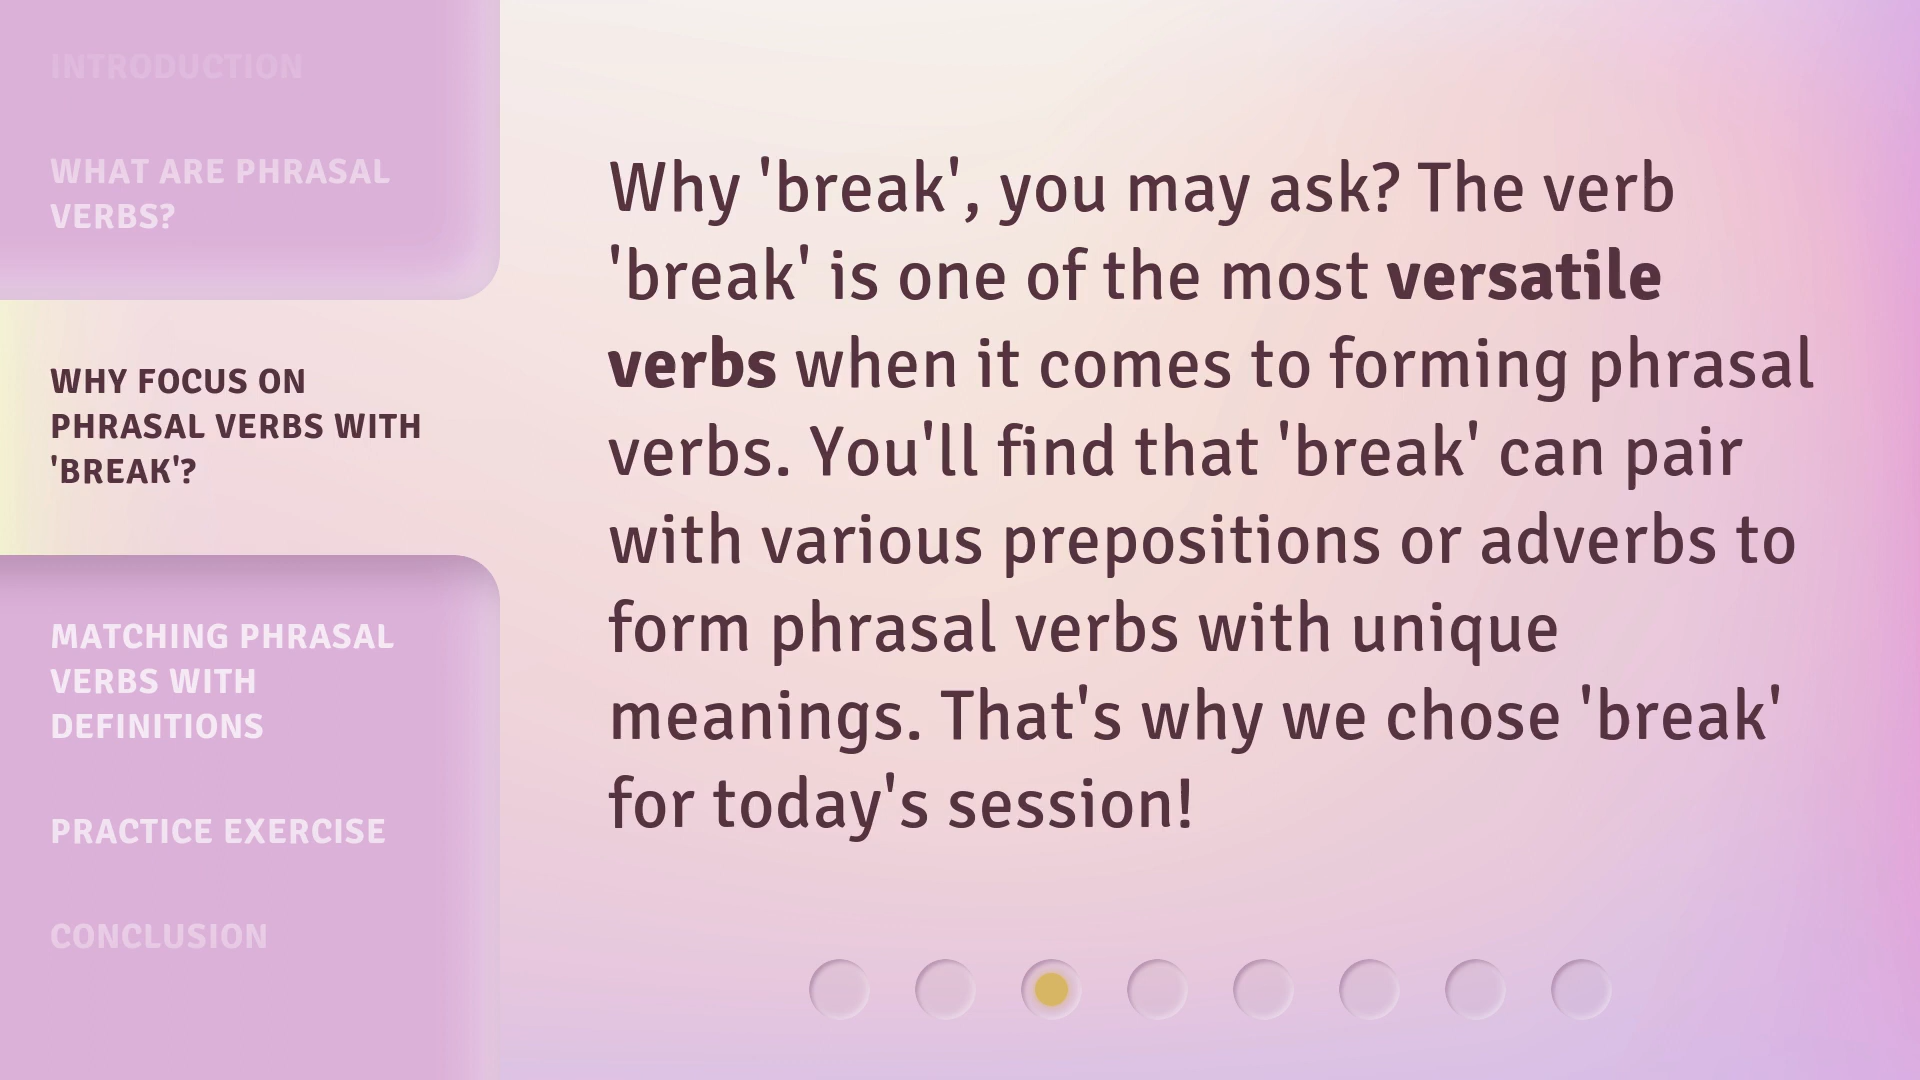 INTRODUCTION
WHAT ARE PHRASAL
VERBS?
WHY FOCUS ON
PHRASAL VERBS WITH
'BREAK'?
MATCHING PHRASAL
VERBS WITH
DEFINITIONS
PRACTICE EXERCISE
CONCLUSION
Why 'break', you may ask? The verb
'break' is one of the most versatile
verbs when it comes to forming phrasal
verbs. You'll find that 'break' can pair
with various prepositions or adverbs to
form phrasal verbs with unique
meanings. That's why we chose 'break'
for today's session!